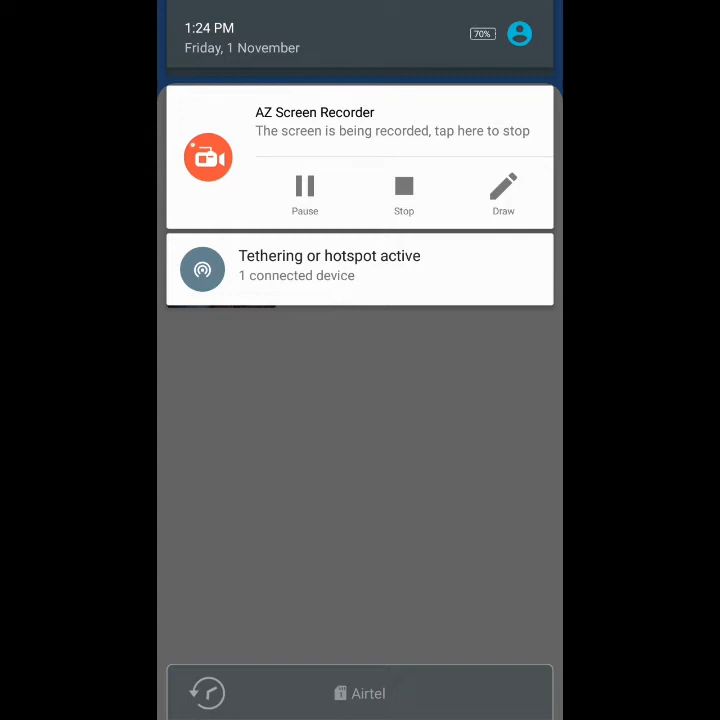 1:24 PM
Friday, 1 November
70%
AZ Screen Recorder
The screen is being recorded, tap here to stop
Pause
Stop
Draw
Tethering or hotspot active
1 connected device
1
Airtel